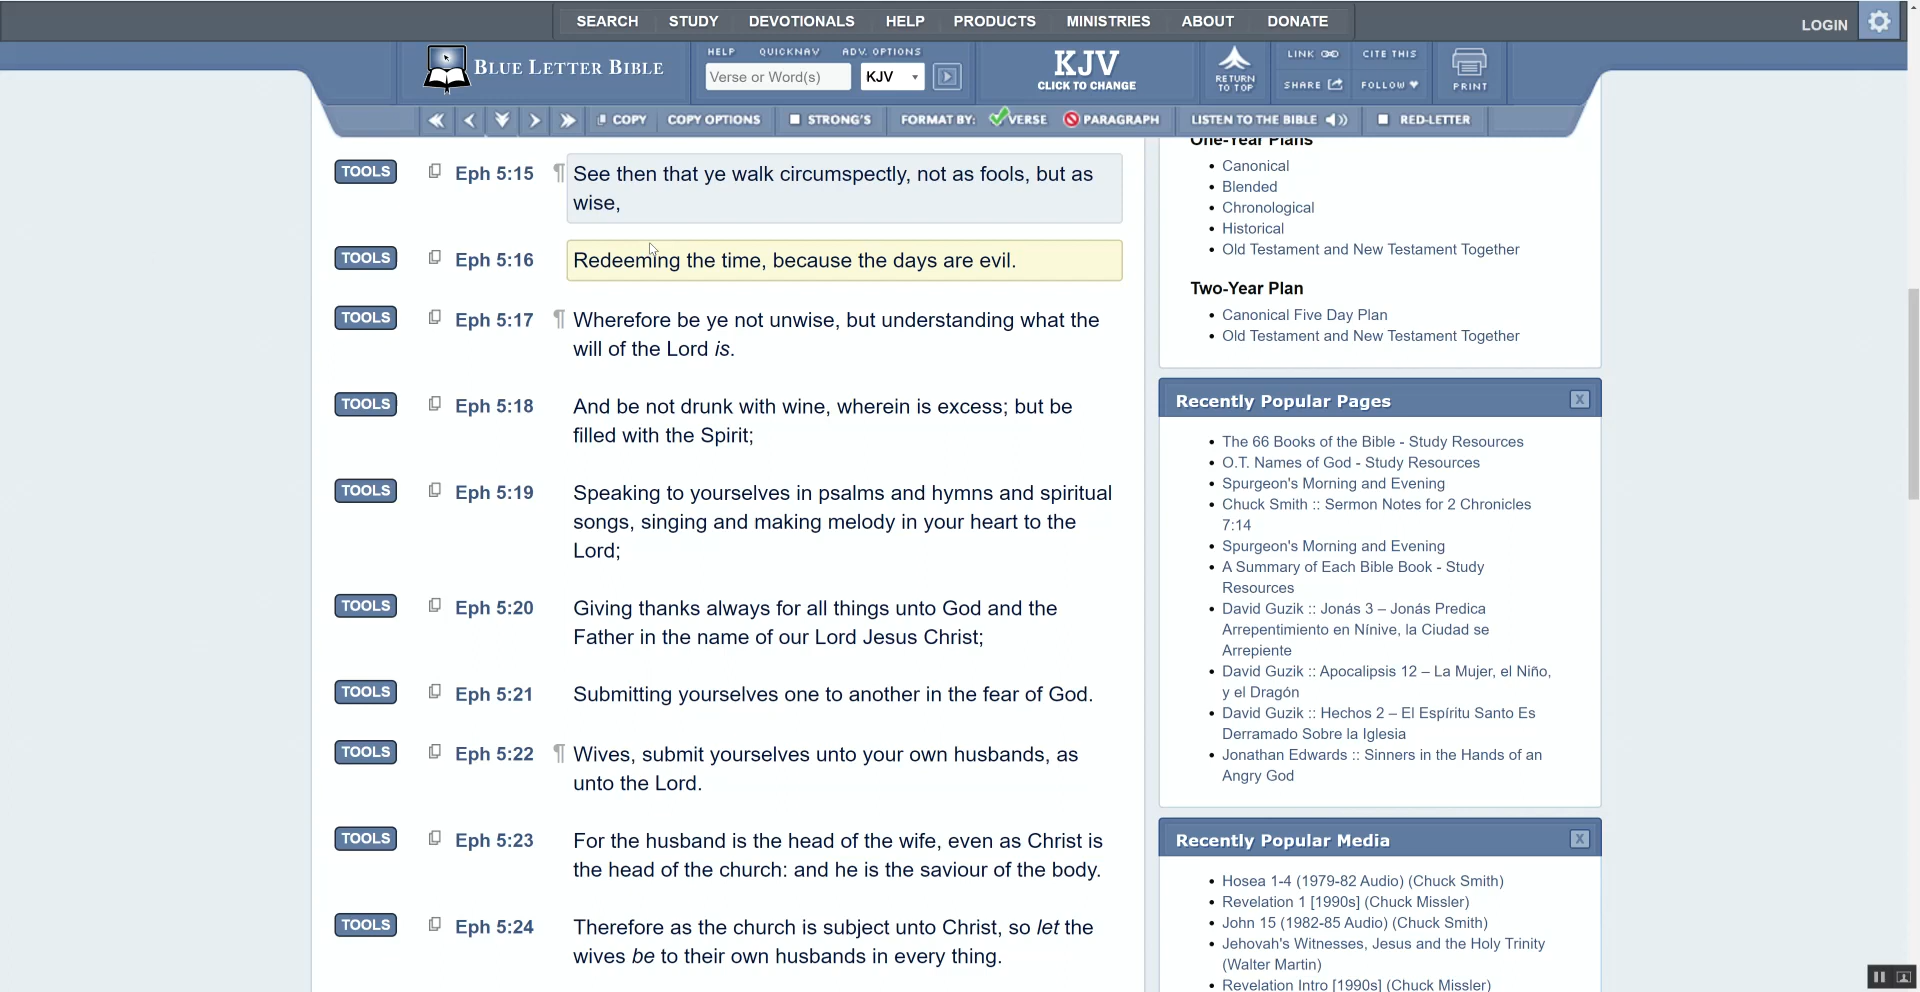 SEARCH STUDY DEVOTIONALS HELP PRODUCTS MINISTRIES ABOUT DONATE
LOGIN
BLUE LETTER BIBLE
HELP QUICKNAV ADV. OPTIONS
Verse or Word(s) KJV
KJV
CLICK TO CHANGE
RETURN
TO TOP
LINK CITE THIS
SHARE FOLLOW
PRINT
COPY COPY OPTIONS STRONG'S FORMAT BY: VERSE PARAGRAPH LISTEN TO THE BIBLE RED-LETTER
TOOLS Eph 5:15 ¶ See then that ye walk circumspectly, not as fools, but as
wise,
TOOLS Eph 5:16 Redeeming the time, because the days are evil.
TOOLS Eph 5:17 ¶ Wherefore be ye not unwise, but understanding what the
will of the Lord is.
TOOLS Eph 5:18 And be not drunk with wine, wherein is excess; but be
filled with the Spirit;
TOOLS Eph 5:19 Speaking to yourselves in psalms and hymns and spiritual
songs, singing and making melody in your heart to the
Lord;
TOOLS Eph 5:20 Giving thanks always for all things unto God and the
Father in the name of our Lord Jesus Christ;
TOOLS Eph 5:21 Submitting yourselves one to another in the fear of God.
TOOLS Eph 5:22 ¶ Wives, submit yourselves unto your own husbands, as
unto the Lord.
TOOLS Eph 5:23 For the husband is the head of the wife, even as Christ is
the head of the church: and he is the saviour of the body.
TOOLS Eph 5:24 Therefore as the church is subject unto Christ, so let the
wives be to their own husbands in every thing.
One-Year Plans
• Canonical
• Blended
• Chronological
• Historical
• Old Testament and New Testament Together
Two-Year Plan
• Canonical Five Day Plan
• Old Testament and New Testament Together
Recently Popular Pages X
• The 66 Books of the Bible - Study Resources
• O.T. Names of God - Study Resources
• Spurgeon's Morning and Evening
• Chuck Smith :: Sermon Notes for 2 Chronicles
7:14
• Spurgeon's Morning and Evening
• A Summary of Each Bible Book - Study
Resources
• David Guzik :: Jonás 3 – Jonás Predica
Arrepentimiento en Nínive, la Ciudad se
Arrepiente
• David Guzik :: Apocalipsis 12 – La Mujer, el Niño,
y el Dragón
• David Guzik :: Hechos 2 – El Espíritu Santo Es
Derramado Sobre la Iglesia
• Jonathan Edwards :: Sinners in the Hands of an
Angry God
Recently Popular Media X
• Hosea 1-4 (1979-82 Audio) (Chuck Smith)
• Revelation 1 [1990s] (Chuck Missler)
• John 15 (1982-85 Audio) (Chuck Smith)
• Jehovah's Witnesses, Jesus and the Holy Trinity
(Walter Martin)
• Revelation Intro [1990s] (Chuck Missler)